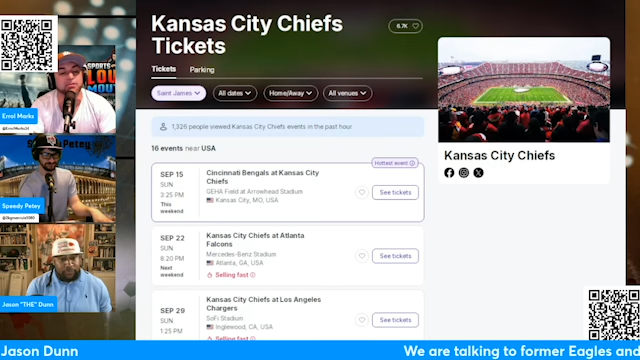 Kansas City Chiefs
Tickets
6.7K
Tickets
Parking
Saint James
All dates
Home/Away
All venues
1,326 people viewed Kansas City Chiefs events in the past hour
16 events near USA
Hottest event
SEP 15
SUN
3:25 PM
This
weekend
Cincinnati Bengals at Kansas City
Chiefs
GEHA Field at Arrowhead Stadium
Kansas City, MO, USA
See tickets
SEP 22
SUN
8:20 PM
Next
weekend
Kansas City Chiefs at Atlanta
Falcons
Mercedes-Benz Stadium
Atlanta, GA, USA
Selling fast
See tickets
SEP 29
SUN
1:25 PM
Kansas City Chiefs at Los Angeles
Chargers
SoFi Stadium
Inglewood, CA, USA
Selling fast
See tickets
Kansas City Chiefs
SPORTS
LOUD
MOUTH
Errol Marks
Speedy Petey
Jason "THE" Dunn
Jason Dunn
We are talking to former Eagles and